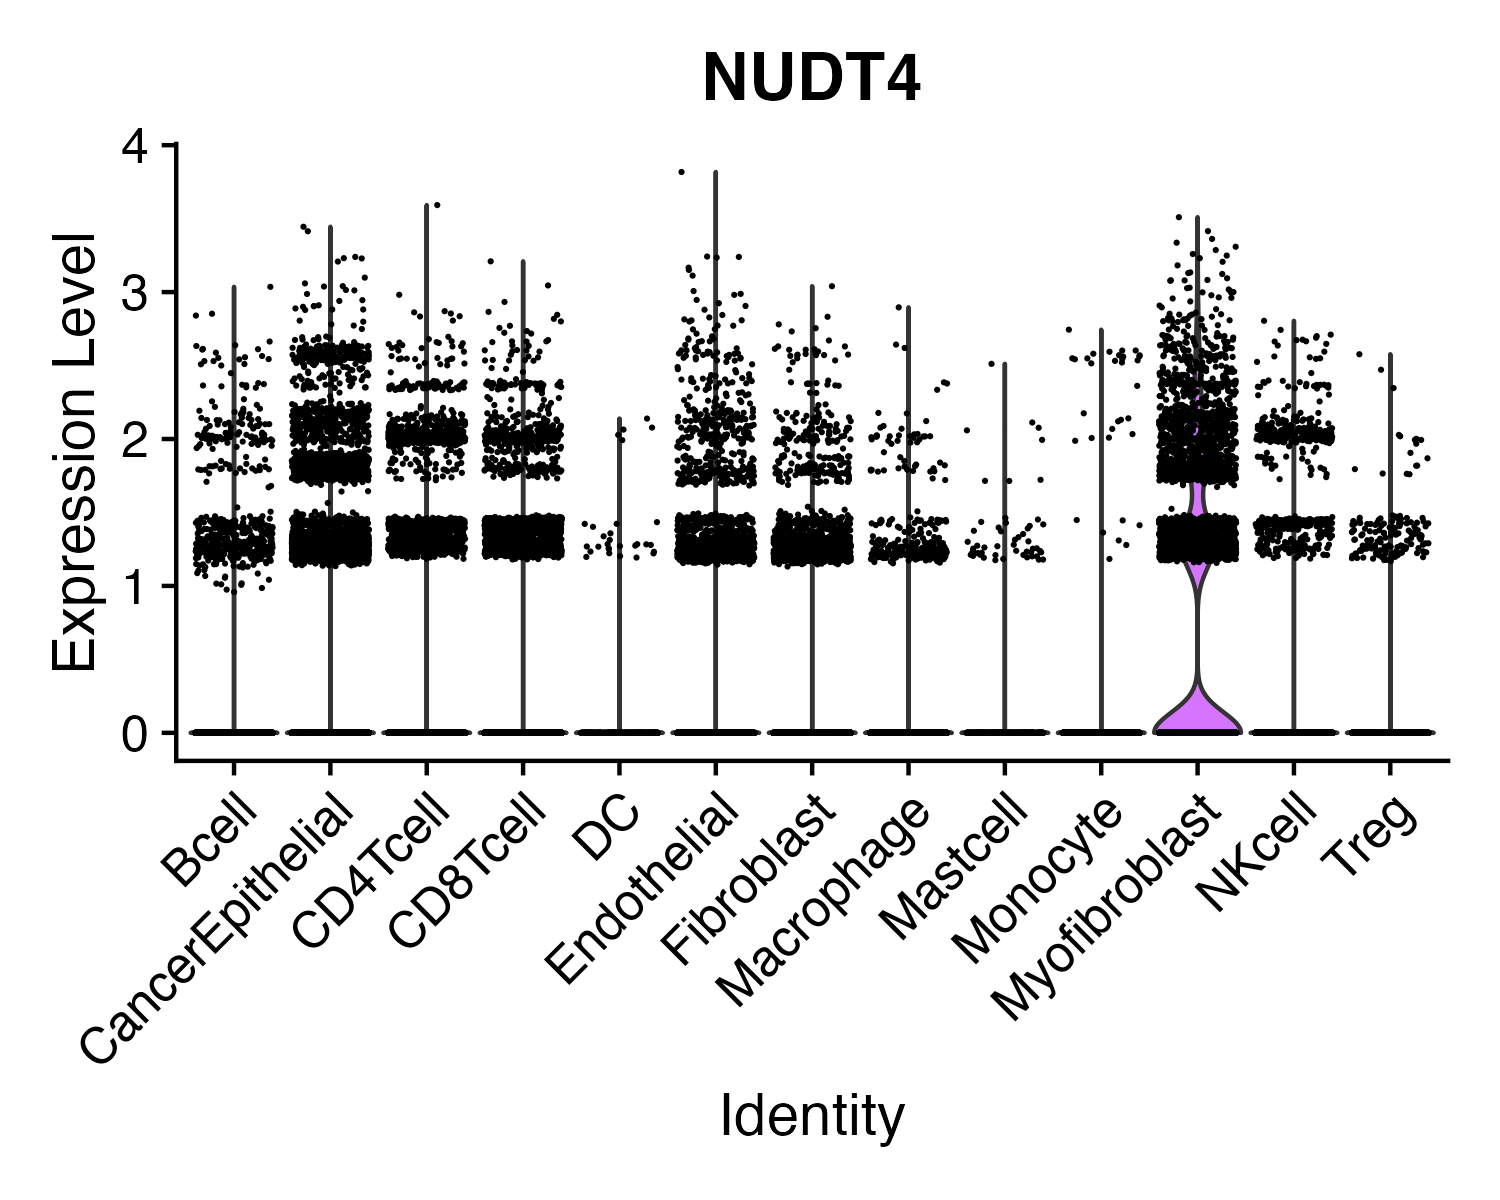 NUDT4
Expression Level
4
3
2
1
0
Bcell
CancerEpithelial
CD4Tcell
CD8Tcell
DC
Endothelial
Fibroblast
Macrophage
Mastcell
Monocyte
Myofibroblast
NKcell
Treg
Identity